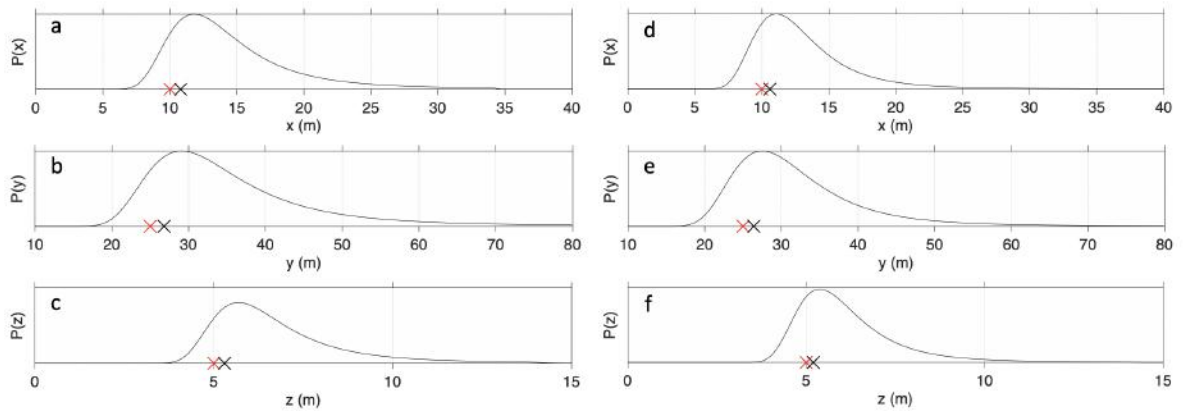 a
P(x)
0 5 10 15 20 25 30 35 40
x (m)
b
P(y)
10 20 30 40 50 60 70 80
y (m)
c
P(z)
0 5 10 15
z (m)
d
P(x)
0 5 10 15 20 25 30 35 40
x (m)
e
P(y)
10 20 30 40 50 60 70 80
y (m)
f
P(z)
0 5 10 15
z (m)